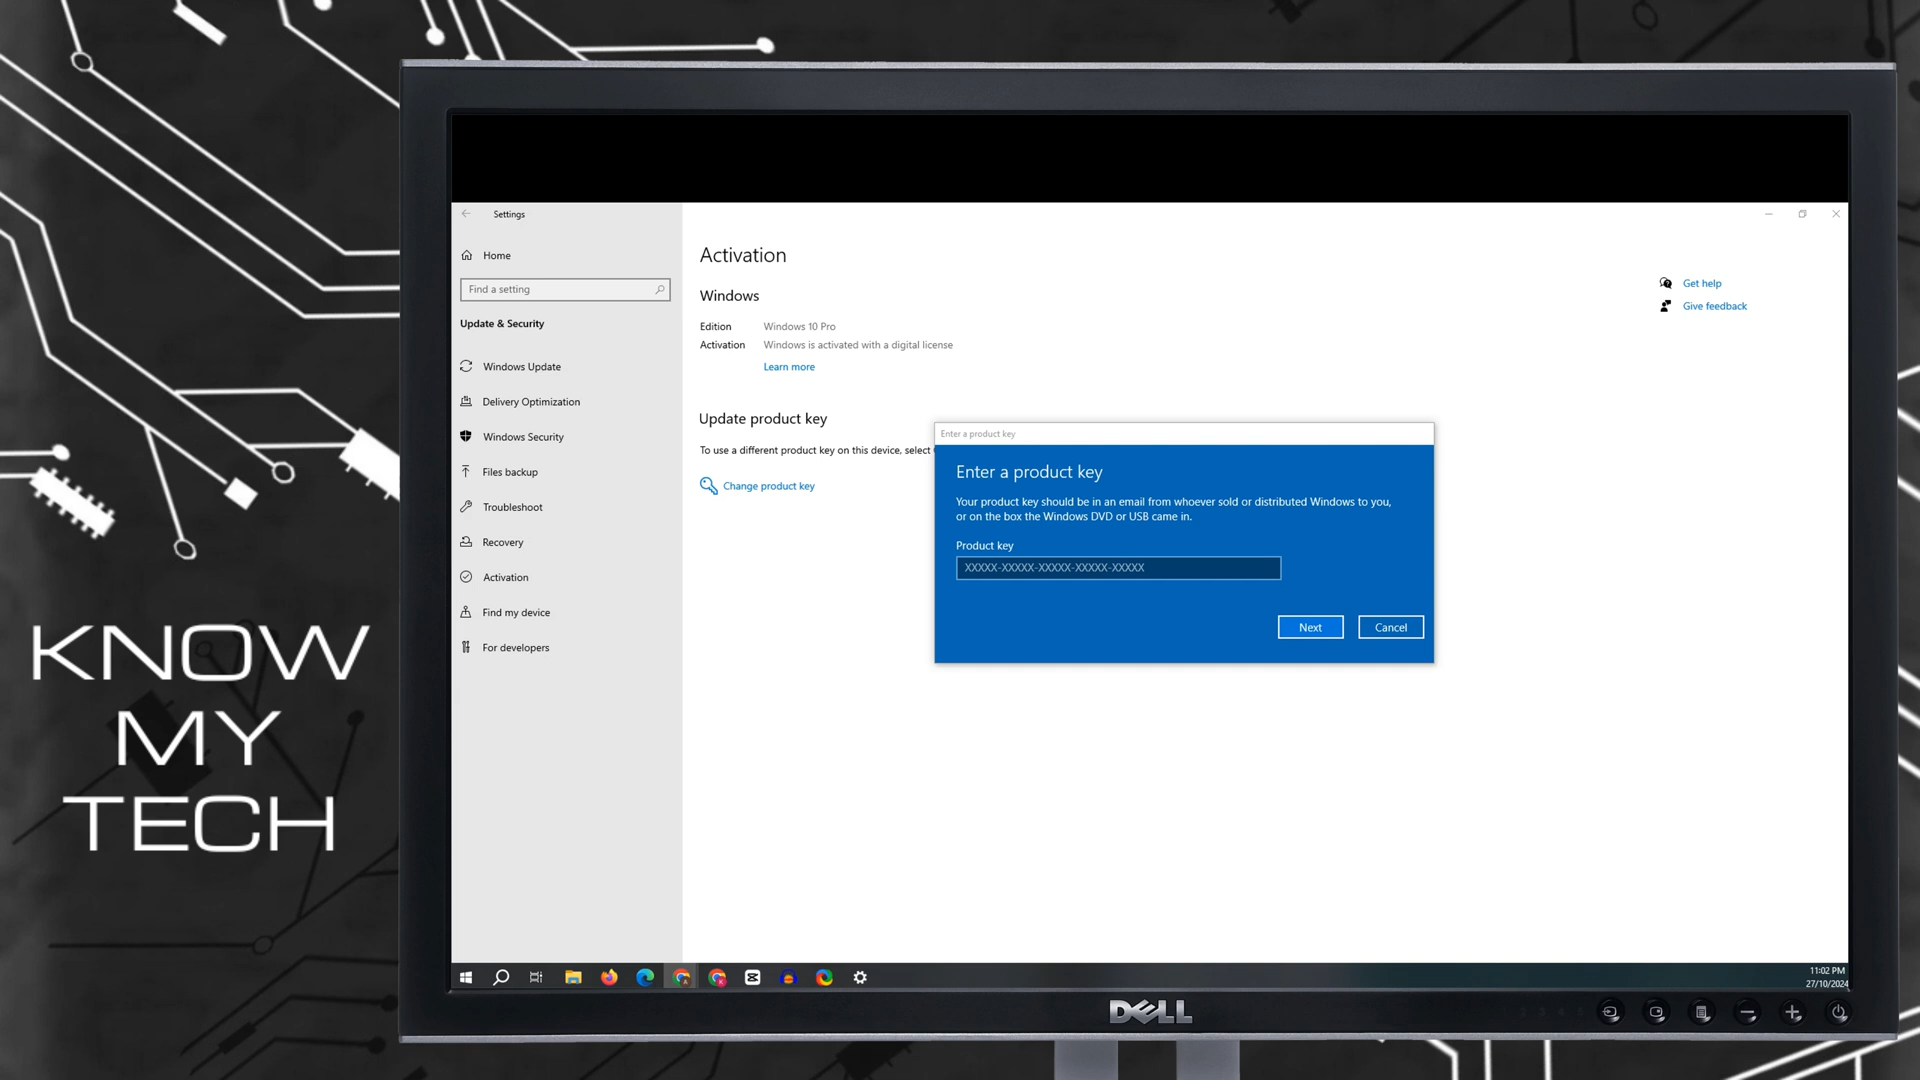 KNOW
MY
TECH
Settings
Home
Find a setting
Update & Security
Windows Update
Delivery Optimization
Windows Security
Files backup
Troubleshoot
Recovery
Activation
Find my device
For developers
Activation
Windows
Edition Windows 10 Pro
Activation Windows is activated with a digital license
Learn more
Update product key
To use a different product key on this device, select
Change product key
Get help
Give feedback
Enter a product key
Enter a product key
Your product key should be in an email from whoever sold or distributed Windows to you,
or on the box the Windows DVD or USB came in.
Product key
XXXXX-XXXXX-XXXXX-XXXXX-XXXXX
Next Cancel
11:02 PM
27/10/2024
DELL